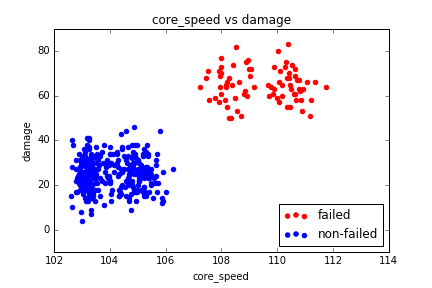 core_speed vs damage
80
60
40
20
0
damage
102
104
106
108
110
112
114
core_speed
failed
non-failed